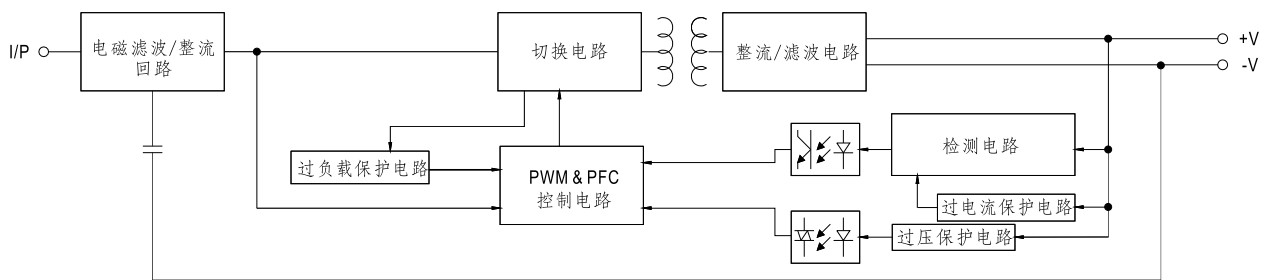 I/P
电磁滤波/整流
回路
切换电路
整流/滤波电路
+V
-V
过负载保护电路
PWM & PFC
控制电路
检测电路
过电流保护电路
过压保护电路